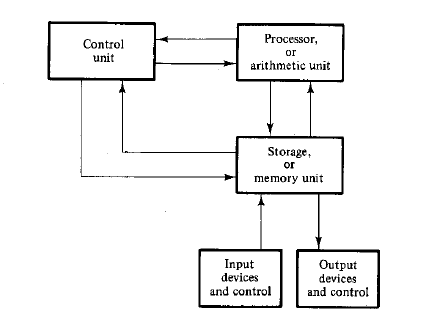 Control
unit
Processor,
or
arithmetic unit
Storage,
or
memory unit
Input
devices
and control
Output
devices
and control